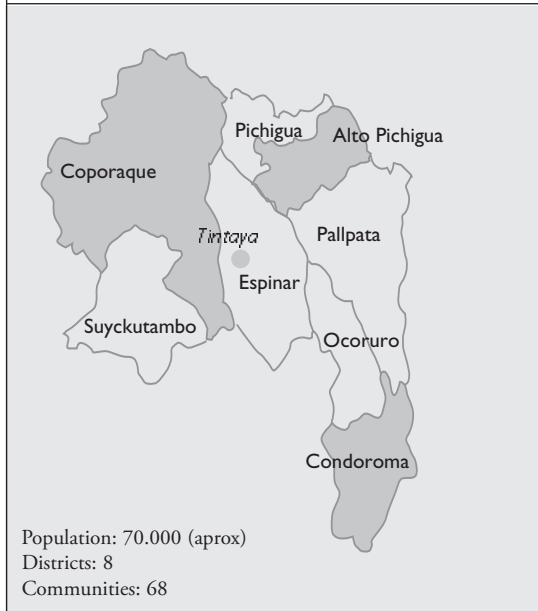 Pichigua
Alto Pichigua
Coporaque
Pallpata
Tintaya
Espinar
Suyckutambo
Ocoruro
Condoroma
Population: 70.000 (aprox)
Districts: 8
Communities: 68